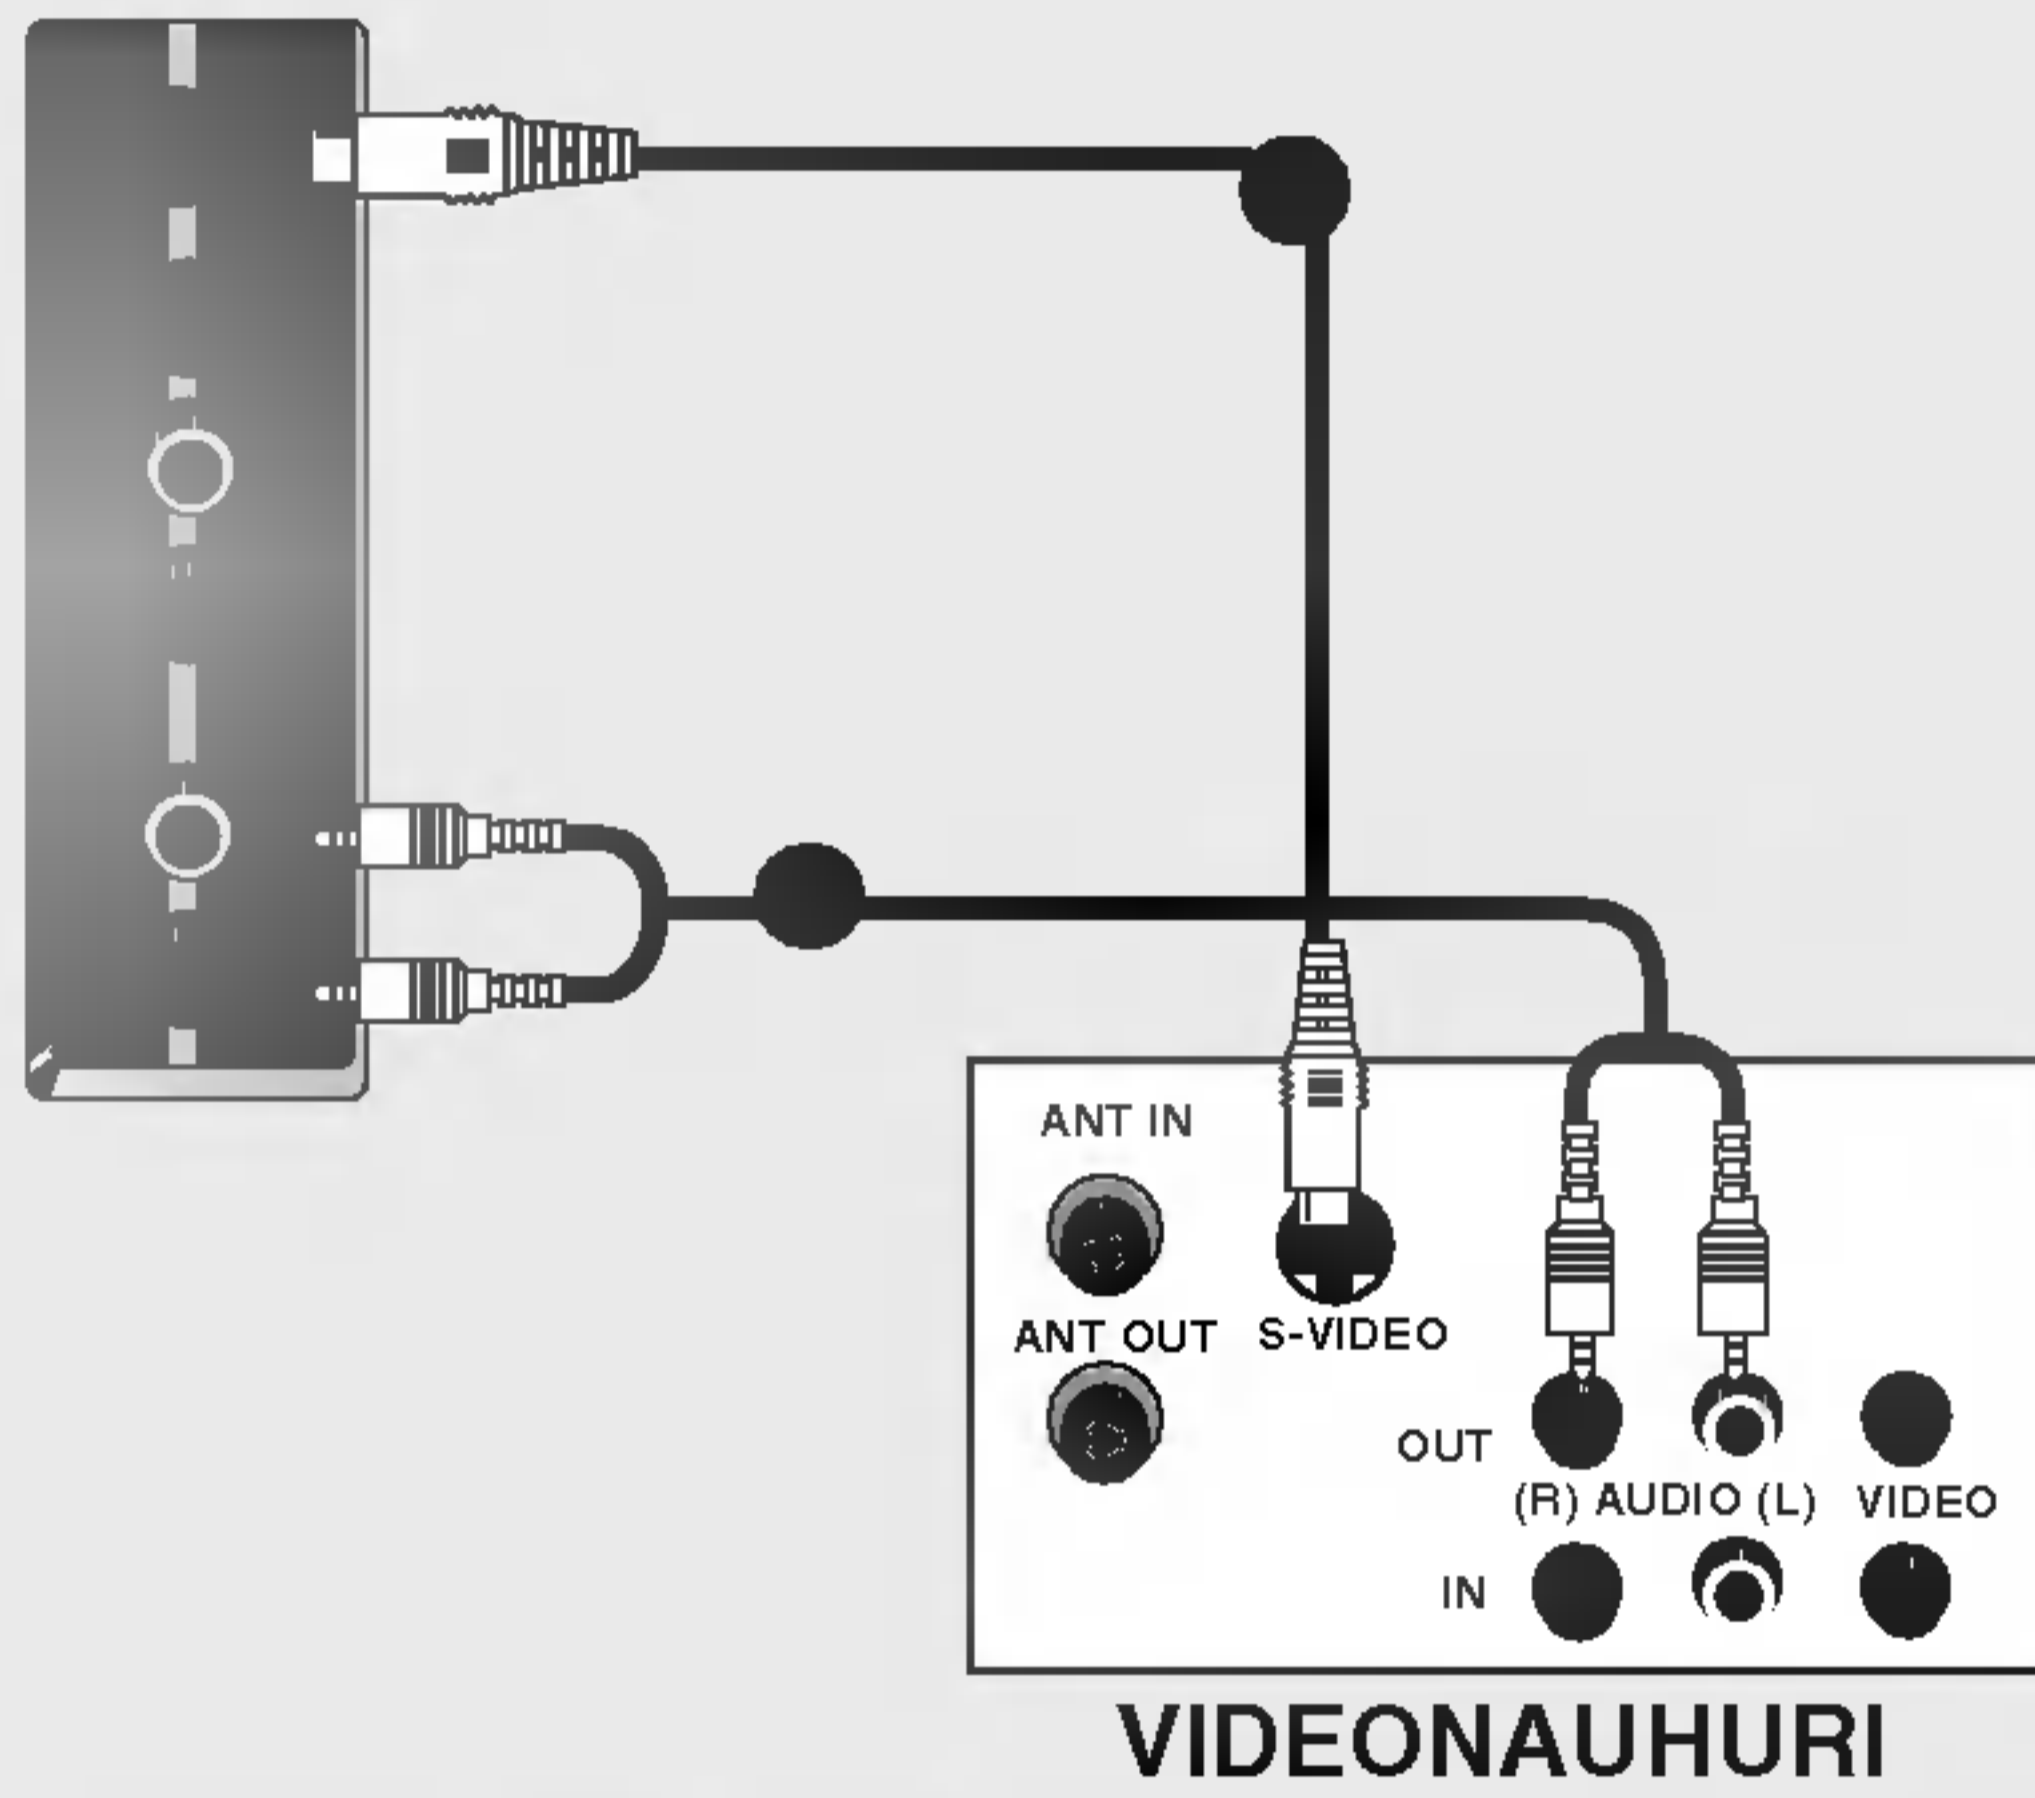 ANT IN
ANT OUT
S-VIDEO
OUT
(R) AUDIO (L)
VIDEO
IN
VIDEONAUHURI